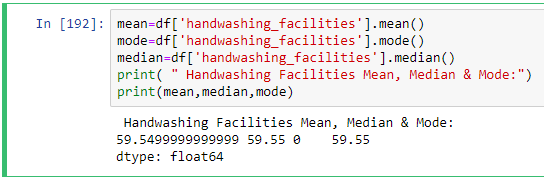 In [192]: mean=df['handwashing_facilities'].mean()
mode=df['handwashing_facilities'].mode()
median=df['handwashing_facilities'].median()
print( " Handwashing Facilities Mean, Median & Mode:")
print(mean,median,mode)
Handwashing Facilities Mean, Median & Mode:
59.5499999999999 59.55 0    59.55
dtype: float64